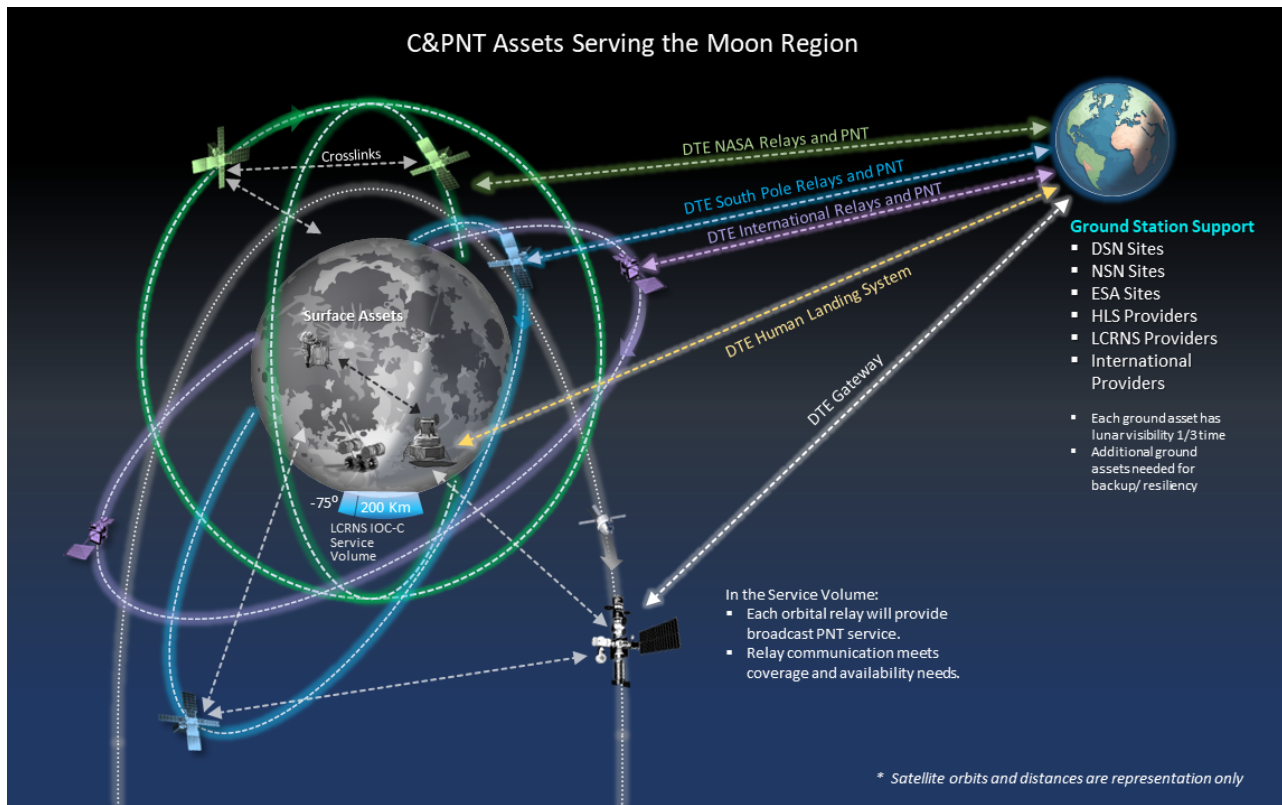 C&PNT Assets Serving the Moon Region
Crosslinks
DTE NASA Relays and PNT
DTE South Pole Relays and PNT
DTE International Relays and PNT
DTE Human Landing System
DTE Gateway
Surface Assets
-75⁰
200 Km
LCRNS IOC-C
Service
Volume
Ground Station Support
▪ DSN Sites
▪ NSN Sites
▪ ESA Sites
▪ HLS Providers
▪ LCRNS Providers
▪ International
Providers
▪ Each ground asset has
lunar visibility 1/3 time
▪ Additional ground
assets needed for
backup/ resiliency
In the Service Volume:
▪ Each orbital relay will provide
broadcast PNT service.
▪ Relay communication meets
coverage and availability needs.
* Satellite orbits and distances are representation only